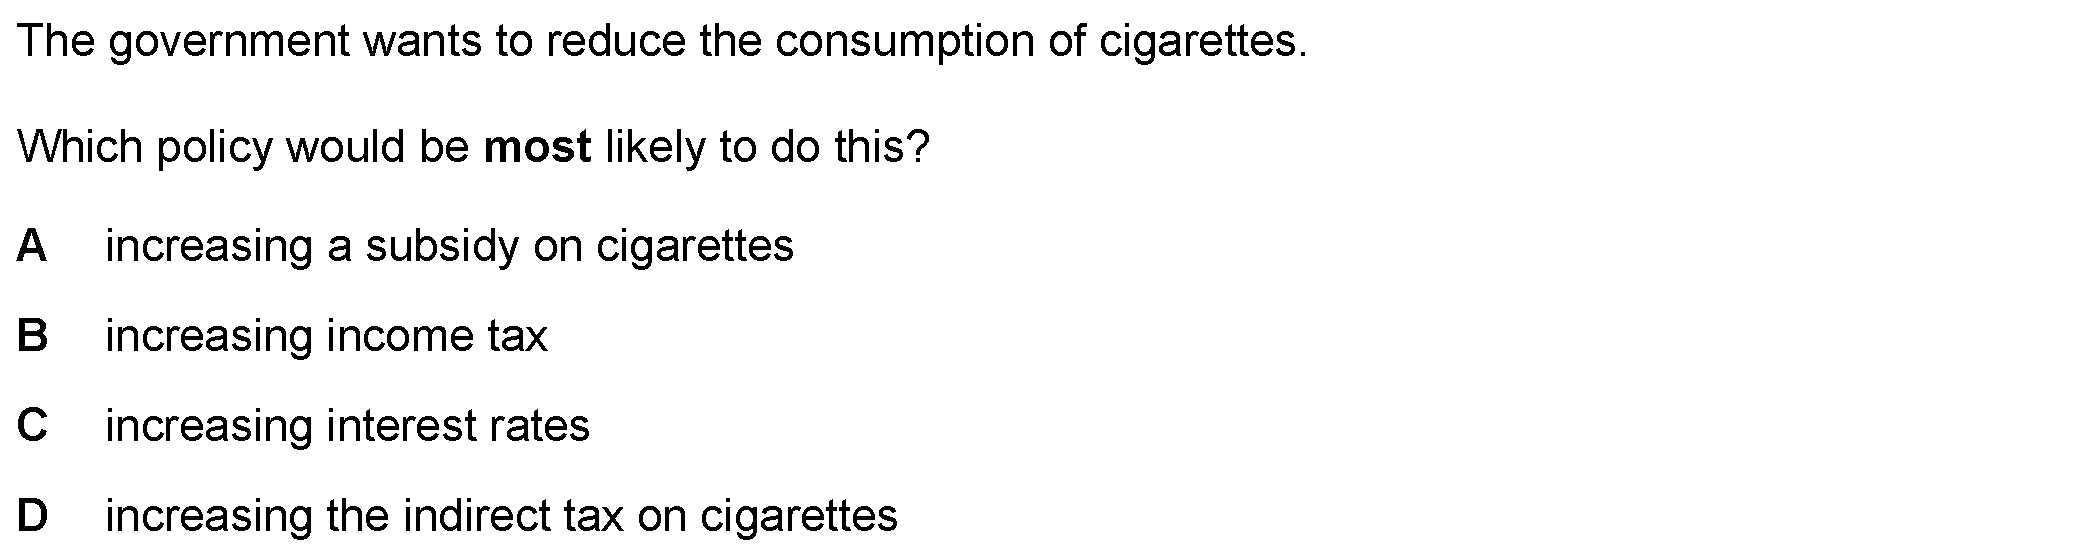 The government wants to reduce the consumption of cigarettes.
Which policy would be most likely to do this?
A increasing a subsidy on cigarettes
B increasing income tax
C increasing interest rates
D increasing the indirect tax on cigarettes